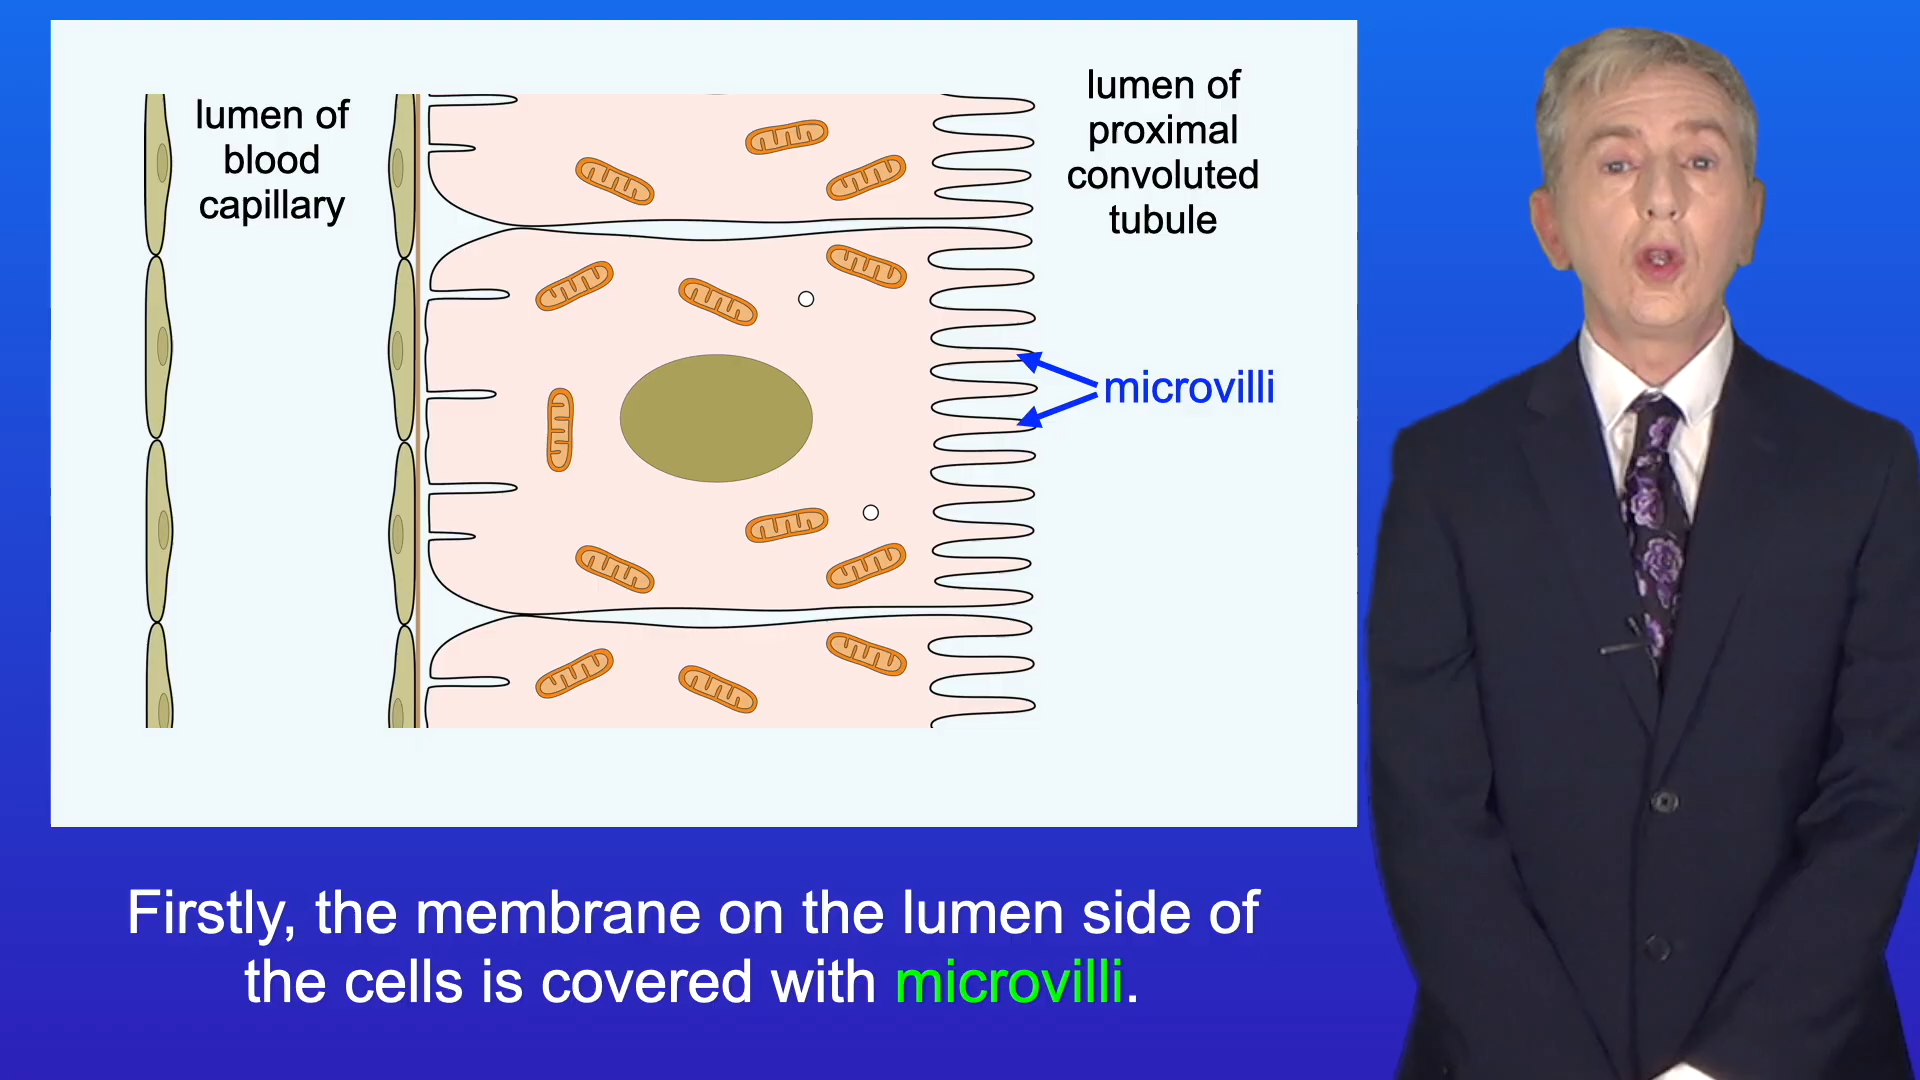 lumen of
blood
capillary
lumen of
proximal
convoluted
tubule
microvilli
Firstly, the membrane on the lumen side of
the cells is covered with microvilli.